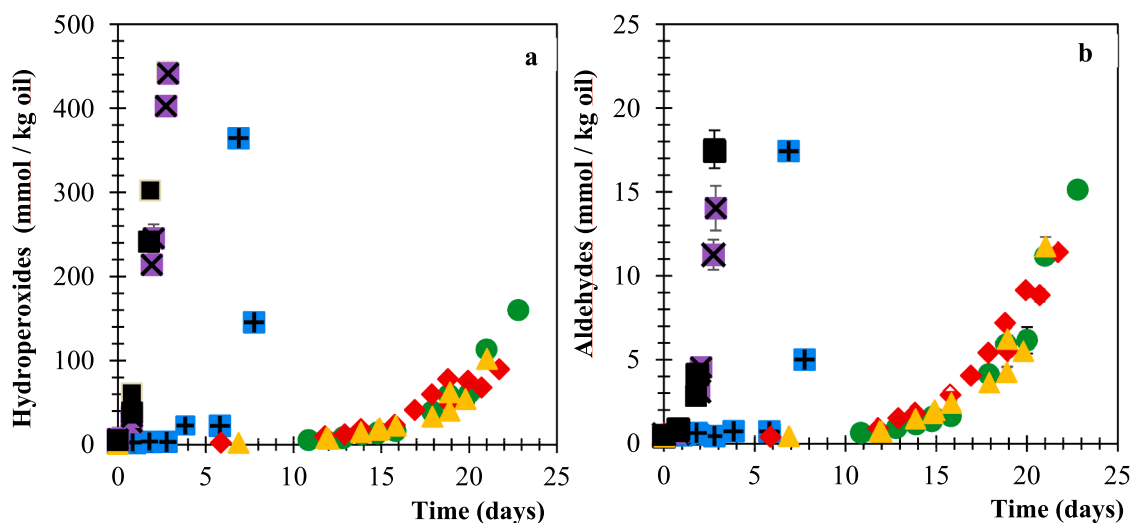 a
Hydroperoxides (mmol / kg oil)
500
400
300
200
100
0
0 5 10 15 20 25
Time (days)
b
Aldehydes (mmol / kg oil)
25
20
15
10
5
0
0 5 10 15 20 25
Time (days)